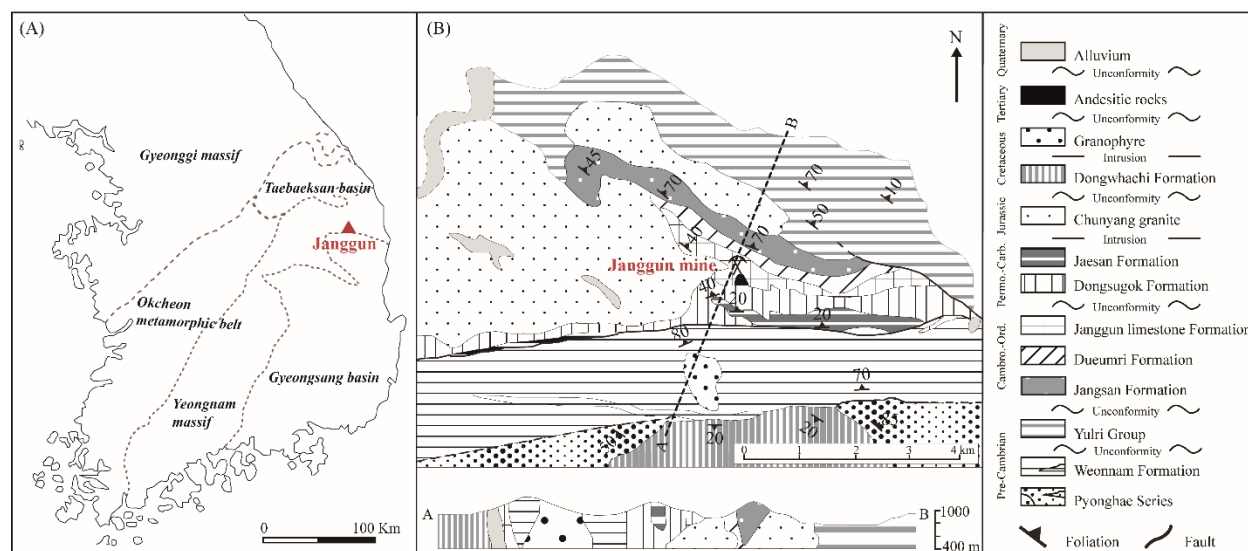 (A)
Gyeonggi massif
Taebaeksan basin
Janggun
Okcheon
metamorphic belt
Gyeongsang basin
Yeongnam
massif
0 100 Km
(B)
N
B
45
70
70
10
50
40
70
Janggun mine
40
20
20
80
70
20
20
A
0 1 2 4 km
A
B
1000
400 m
Quaternary
Alluvium
Unconformity
Tertiary
Andesitic rocks
Unconformity
Cretaceous
Granophyre
Intrusion
Dongwhachi Formation
Unconformity
Jurassic
Chunyang granite
Intrusion
Permo.-Carb.
Jaesan Formation
Dongsugok Formation
Unconformity
Cambro.-Ord.
Janggun limestone Formation
Dueumri Formation
Jangsan Formation
Unconformity
Pre-Cambrian
Yulri Group
Unconformity
Weonnam Formation
Pyonghae Series
Foliation
Fault